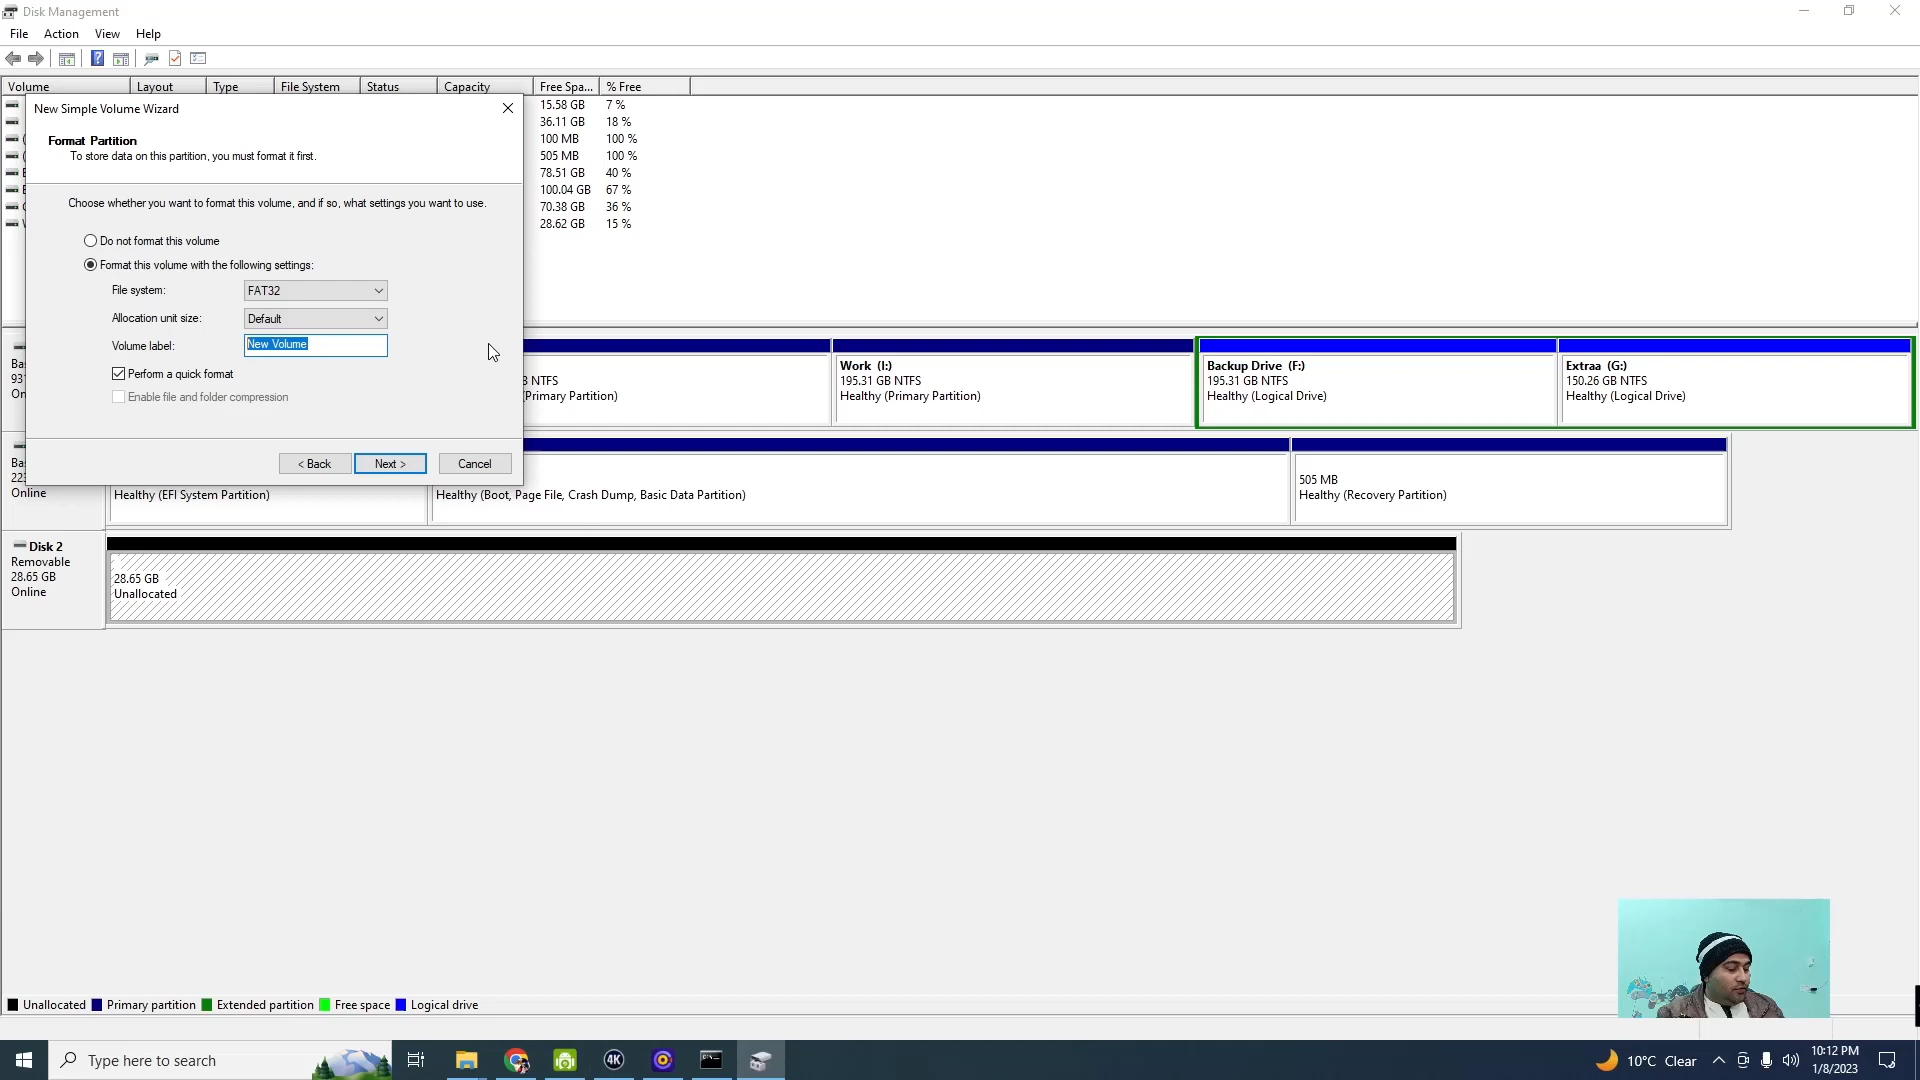 Disk Management
File Action View Help
Volume Layout Type File System Status Capacity Free Spa... % Free
15.58 GB 7 %
36.11 GB 18 %
100 MB 100 %
505 MB 100 %
78.51 GB 40 %
100.04 GB 67 %
70.38 GB 36 %
28.62 GB 15 %
New Simple Volume Wizard
Format Partition
To store data on this partition, you must format it first.
Choose whether you want to format this volume, and if so, what settings you want to use.
Do not format this volume
Format this volume with the following settings:
File system: FAT32
Allocation unit size: Default
Volume label: New Volume
Perform a quick format
Enable file and folder compression
< Back Next > Cancel
NTFS
(Primary Partition)
Work (I:)
195.31 GB NTFS
Healthy (Primary Partition)
Backup Drive (F:)
195.31 GB NTFS
Healthy (Logical Drive)
Extraa (G:)
150.26 GB NTFS
Healthy (Logical Drive)
Online
Healthy (EFI System Partition)
Healthy (Boot, Page File, Crash Dump, Basic Data Partition)
505 MB
Healthy (Recovery Partition)
Disk 2
Removable
28.65 GB
Online
28.65 GB
Unallocated
Unallocated Primary partition Extended partition Free space Logical drive
Type here to search
4K
10°C Clear
10:12 PM
1/8/2023